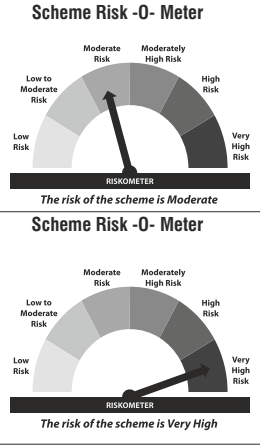 Scheme Risk -O- Meter
Moderate Risk
Moderately High Risk
Low to Moderate Risk
High Risk
Low Risk
Very High Risk
RISKOMETER
The risk of the scheme is Moderate
Scheme Risk -O- Meter
Moderate Risk
Moderately High Risk
Low to Moderate Risk
High Risk
Low Risk
Very High Risk
RISKOMETER
The risk of the scheme is Very High